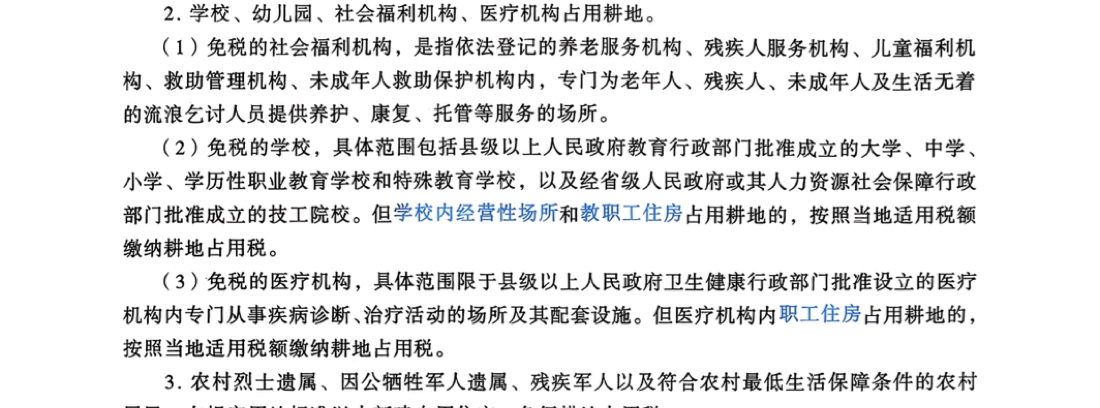 2. 学校、幼儿园、社会福利机构、医疗机构占用耕地。
（1）免税的社会福利机构，是指依法登记的养老服务机构、残疾人服务机构、儿童福利机
构、救助管理机构、未成年人救助保护机构内，专门为老年人、残疾人、未成年人及生活无着
的流浪乞讨人员提供养护、康复、托管等服务的场所。
（2）免税的学校，具体范围包括县级以上人民政府教育行政部门批准成立的大学、中学、
小学、学历性职业教育学校和特殊教育学校，以及经省级人民政府或其人力资源社会保障行政
部门批准成立的技工院校。但学校内经营性场所和教职工住房占用耕地的，按照当地适用税额
缴纳耕地占用税。
（3）免税的医疗机构，具体范围限于县级以上人民政府卫生健康行政部门批准设立的医疗
机构内专门从事疾病诊断、治疗活动的场所及其配套设施。但医疗机构内职工住房占用耕地的，
按照当地适用税额缴纳耕地占用税。
3. 农村烈士遗属、因公牺牲军人遗属、残疾军人以及符合农村最低生活保障条件的农村